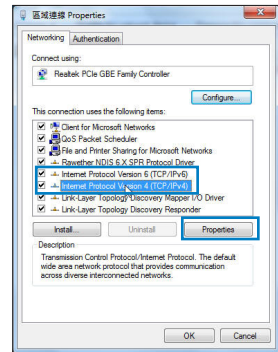 區域連線 Properties
Networking
Authentication
Connect using:
Realtek PCIe GBE Family Controller
Configure...
This connection uses the following items:
Client for Microsoft Networks
QoS Packet Scheduler
File and Printer Sharing for Microsoft Networks
Rawether NDIS 6.X SPR Protocol Driver
Internet Protocol Version 6 (TCP/IPv6)
Internet Protocol Version 4 (TCP/IPv4)
Link-Layer Topology Discovery Mapper I/O Driver
Link-Layer Topology Discovery Responder
Install...
Uninstall
Properties
Description
Transmission Control Protocol/Internet Protocol. The default
wide area network protocol that provides communication
across diverse interconnected networks.
OK
Cancel